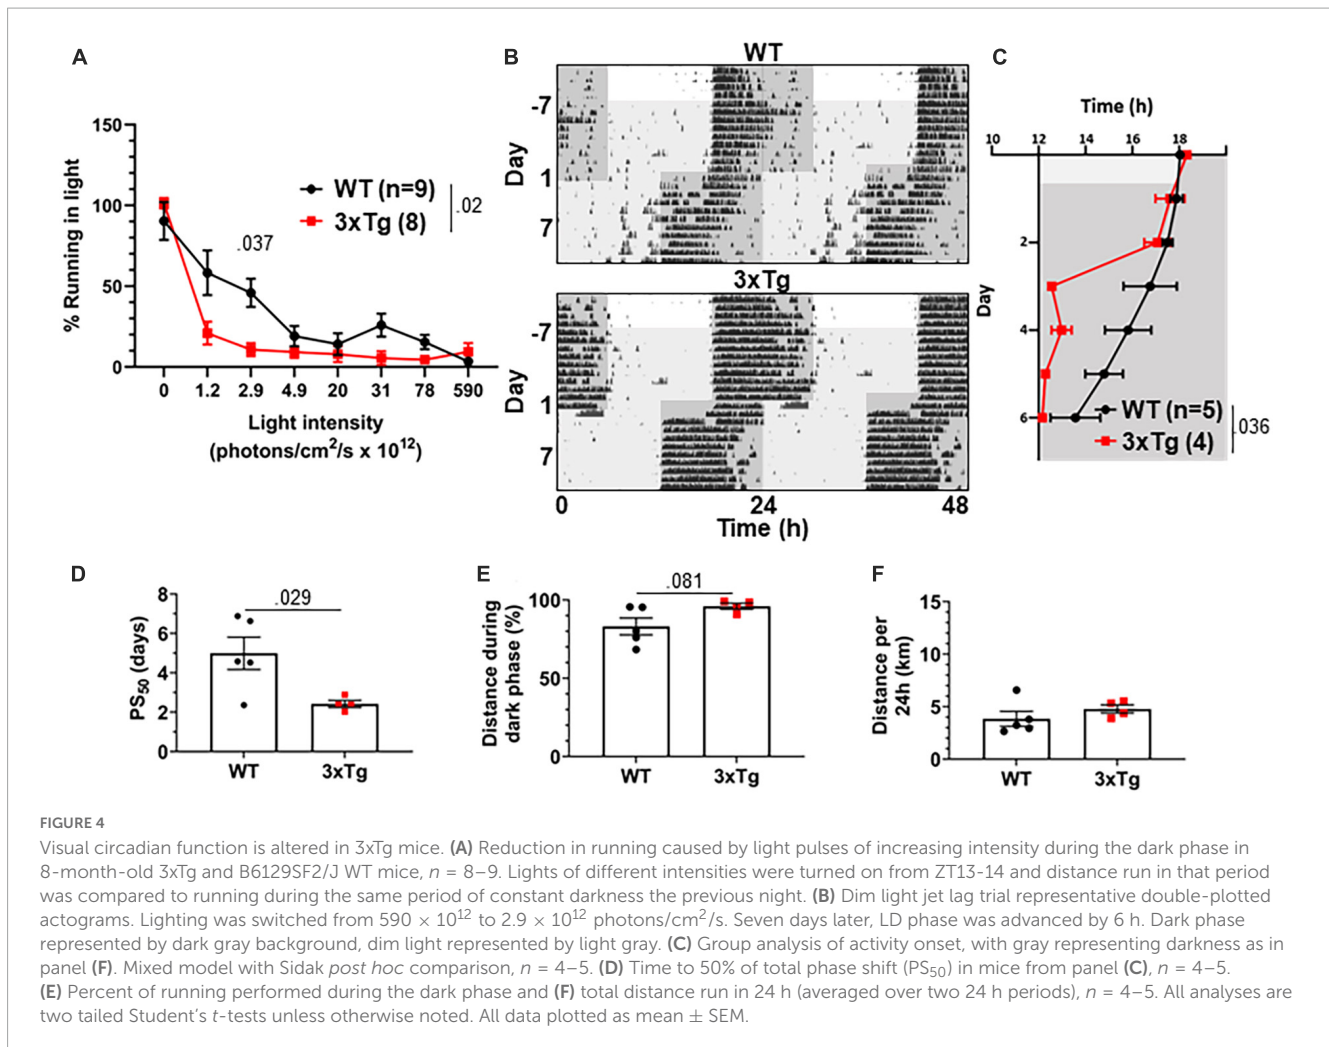 A
% Running in light
150
100
50
0
WT (n=9)
3xTg (8)
.02
.037
0 1.2 2.9 4.9 20 31 78 590
Light intensity
(photons/cm²/s x 10¹²)
B
WT
Day
-7
1
7
3xTg
Day
-7
1
7
0 24 48
Time (h)
C
Time (h)
10 12 14 16 18
Day
2
4
6
WT (n=5)
3xTg (4)
.036
D
PS₅₀ (days)
8
6
4
2
0
.029
WT 3xTg
E
Distance during
dark phase (%)
100
50
0
.081
WT 3xTg
F
Distance per
24h (km)
15
10
5
0
WT 3xTg
FIGURE 4
Visual circadian function is altered in 3xTg mice. (A) Reduction in running caused by light pulses of increasing intensity during the dark phase in
8-month-old 3xTg and B6129SF2/J WT mice, n = 8–9. Lights of different intensities were turned on from ZT13-14 and distance run in that period
was compared to running during the same period of constant darkness the previous night. (B) Dim light jet lag trial representative double-plotted
actograms. Lighting was switched from 590 × 10¹² to 2.9 × 10¹² photons/cm²/s. Seven days later, LD phase was advanced by 6 h. Dark phase
represented by dark gray background, dim light represented by light gray. (C) Group analysis of activity onset, with gray representing darkness as in
panel (F). Mixed model with Sidak post hoc comparison, n = 4–5. (D) Time to 50% of total phase shift (PS₅₀) in mice from panel (C), n = 4–5.
(E) Percent of running performed during the dark phase and (F) total distance run in 24 h (averaged over two 24 h periods), n = 4–5. All analyses are
two tailed Student's t-tests unless otherwise noted. All data plotted as mean ± SEM.